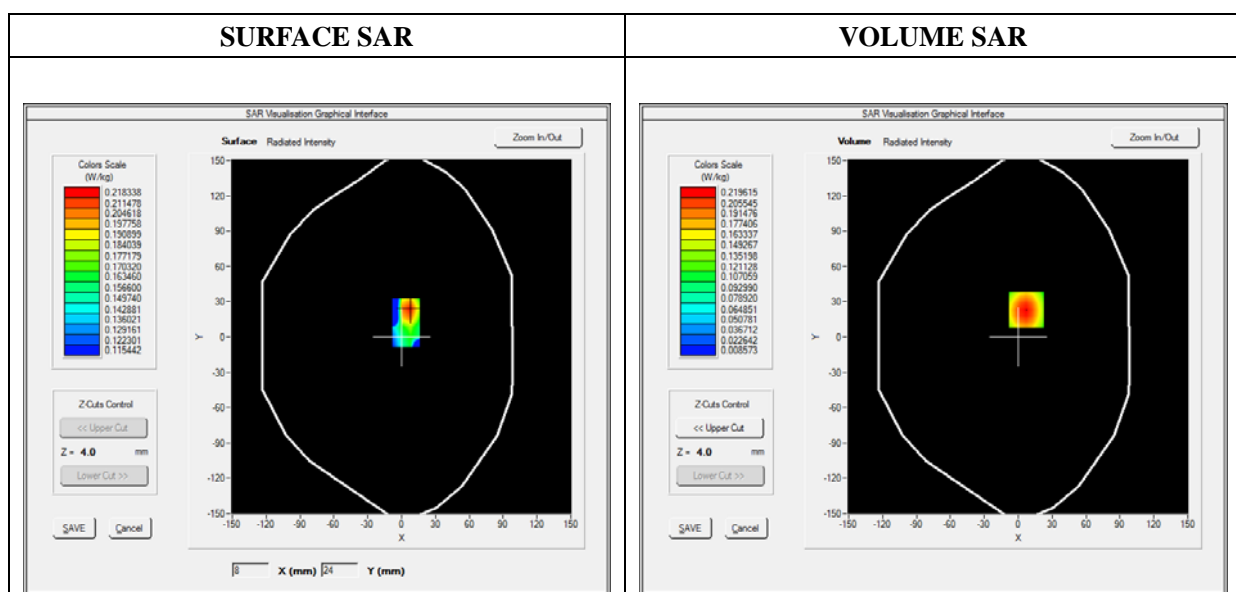 SURFACE SAR
SAR Visualisation Graphical Interface
Surface Radiated Intensity
Zoom In/Out
Colors Scale
(W/kg)
0.218338
0.211478
0.204618
0.197758
0.190899
0.184039
0.177179
0.170320
0.163460
0.156600
0.149740
0.142881
0.136021
0.129161
0.122301
0.115442
Z-Cuts Control
<< Upper Cut
Z = 4.0 mm
Lower Cut >>
SAVE Cancel
Y
150
120
90
60
30
0
-30
-60
-90
-120
-150
-150 -120 -90 -60 -30 0 30 60 90 120 150
X
8 X (mm) 24 Y (mm)
VOLUME SAR
SAR Visualisation Graphical Interface
Volume Radiated Intensity
Zoom In/Out
Colors Scale
(W/kg)
0.219615
0.205545
0.191476
0.177406
0.163337
0.149267
0.135198
0.121128
0.107059
0.092990
0.078920
0.064851
0.050781
0.036712
0.022642
0.008573
Z-Cuts Control
<< Upper Cut
Z = 4.0 mm
Lower Cut >>
SAVE Cancel
Y
150
120
90
60
30
0
-30
-60
-90
-120
-150
-150 -120 -90 -60 -30 0 30 60 90 120 150
X